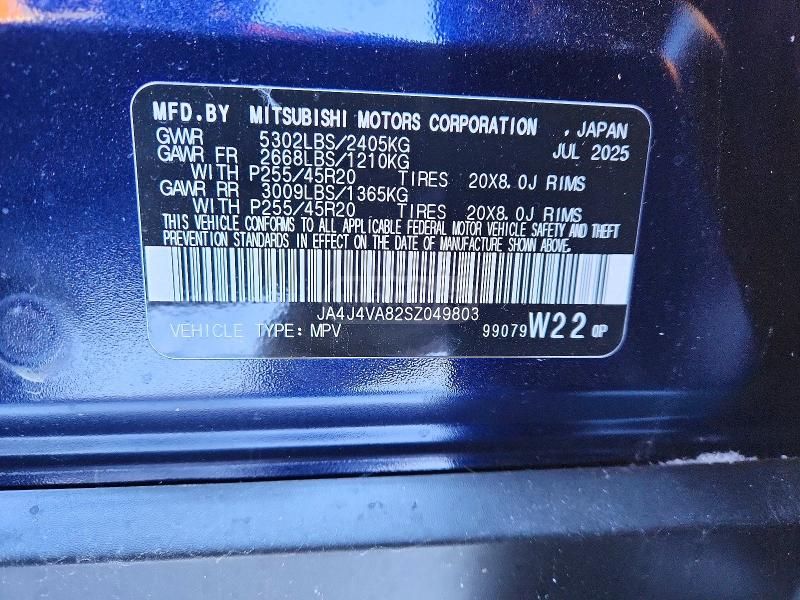 MFD.BY MITSUBISHI MOTORS CORPORATION , JAPAN
GVWR 5302LBS/2405KG JUL 2025
GAWR FR 2668LBS/1210KG
WITH P255/45R20 TIRES 20X8.0J RIMS
GAWR RR 3009LBS/1365KG
WITH P255/45R20 TIRES 20X8.0J RIMS
THIS VEHICLE CONFORMS TO ALL APPLICABLE FEDERAL MOTOR VEHICLE SAFETY AND THEFT
PREVENTION STANDARDS IN EFFECT ON THE DATE OF MANUFACTURE SHOWN ABOVE.
JA4J4VA82SZ049803
VEHICLE TYPE: MPV 99079 W22 0P